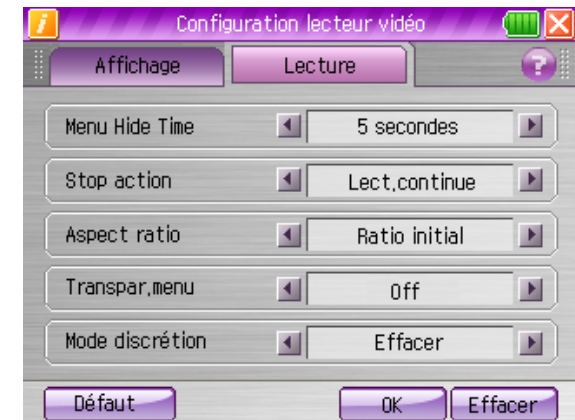 Configuration lecteur vidéo
Affichage Lecture ?
Menu Hide Time 5 secondes
Stop action Lect,continue
Aspect ratio Ratio initial
Transpar,menu Off
Mode discrétion Effacer
Défaut OK Effacer